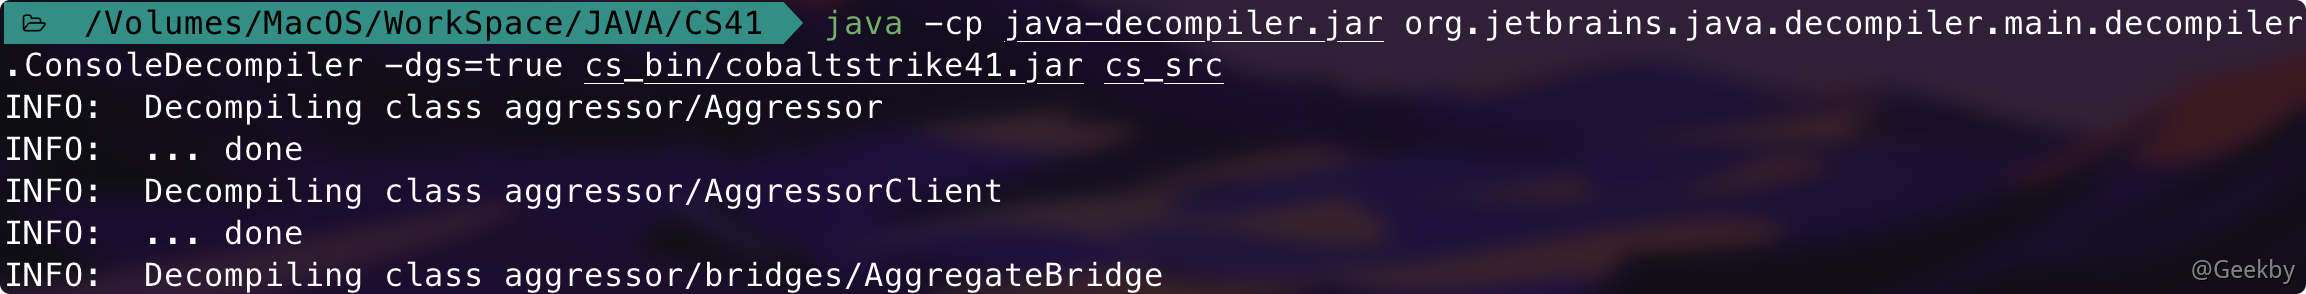 /Volumes/MacOS/WorkSpace/JAVA/CS41 java -cp java-decompiler.jar org.jetbrains.java.decompiler.main.decompiler
.ConsoleDecompiler -dgs=true cs_bin/cobaltstrike41.jar cs_src
INFO:  Decompiling class aggressor/Aggressor
INFO:  ... done
INFO:  Decompiling class aggressor/AggressorClient
INFO:  ... done
INFO:  Decompiling class aggressor/bridges/AggregateBridge
@Geekby